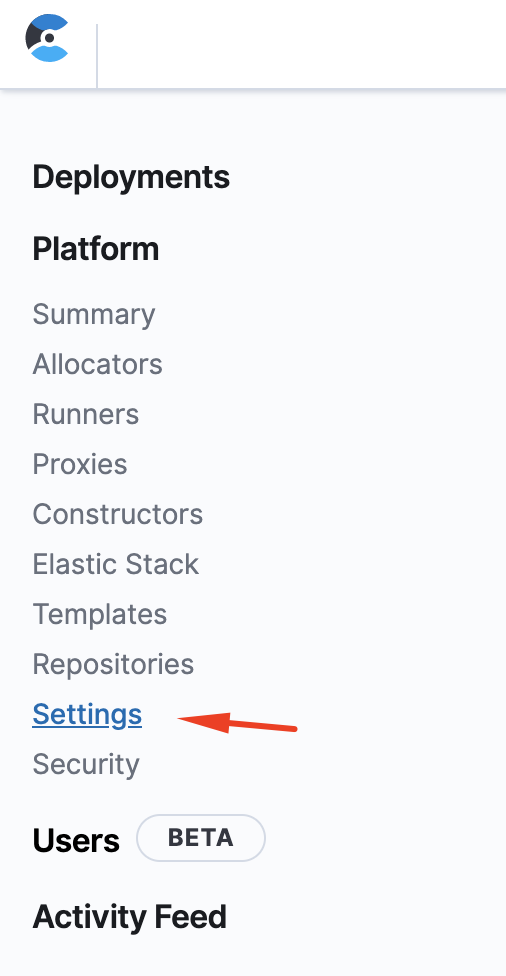 Deployments
Platform
Summary
Allocators
Runners
Proxies
Constructors
Elastic Stack
Templates
Repositories
Settings
Security
Users BETA
Activity Feed